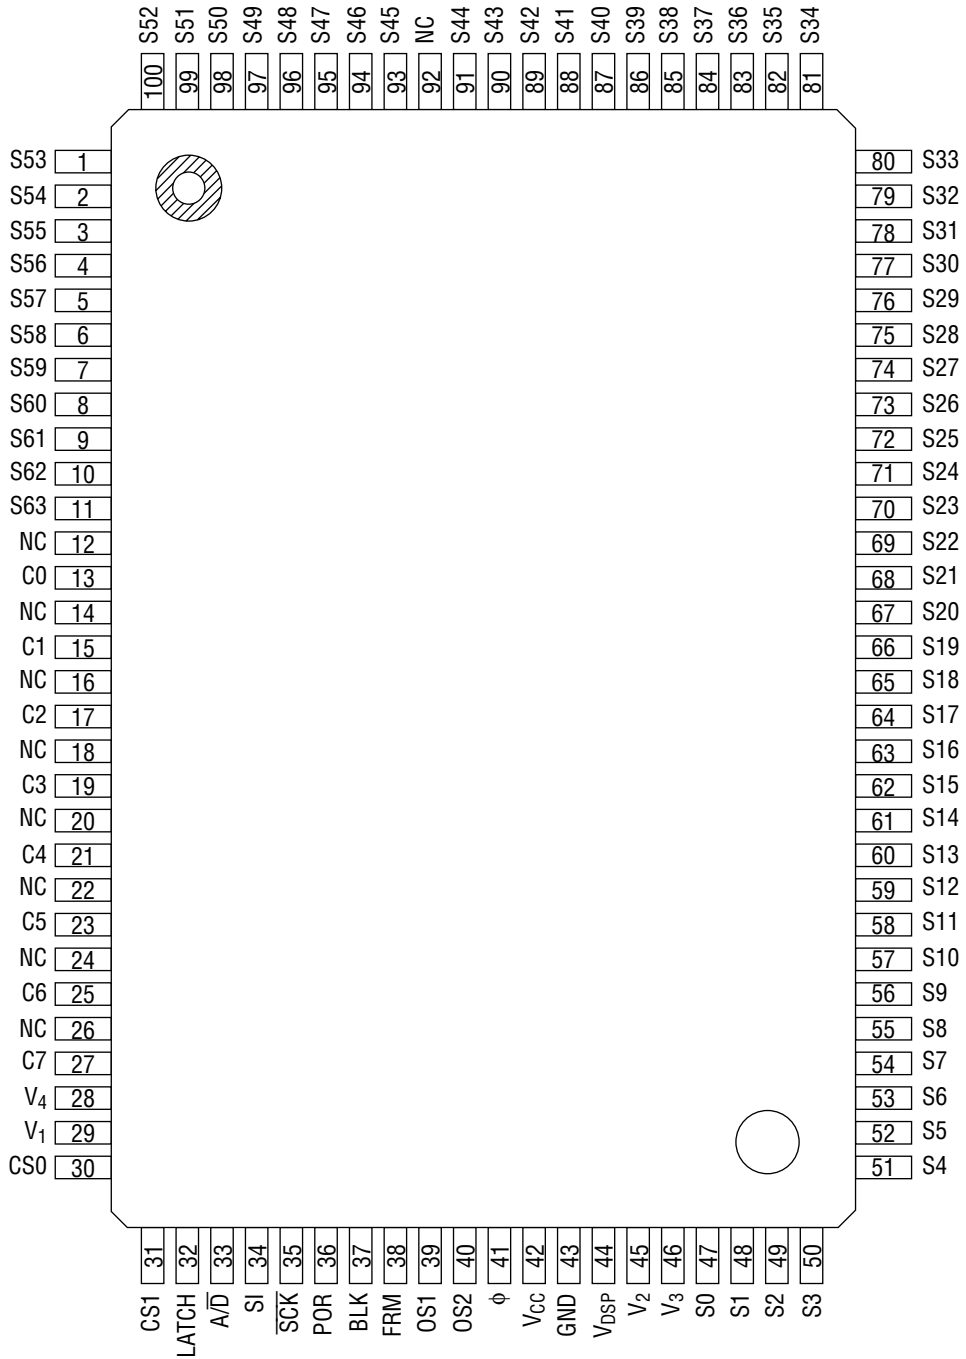 S52 S51 S50 S49 S48 S47 S46 S45 NC S44 S43 S42 S41 S40 S39 S38 S37 S36 S35 S34
100 99 98 97 96 95 94 93 92 91 90 89 88 87 86 85 84 83 82 81
S53 1 80 S33
S54 2 79 S32
S55 3 78 S31
S56 4 77 S30
S57 5 76 S29
S58 6 75 S28
S59 7 74 S27
S60 8 73 S26
S61 9 72 S25
S62 10 71 S24
S63 11 70 S23
NC 12 69 S22
C0 13 68 S21
NC 14 67 S20
C1 15 66 S19
NC 16 65 S18
C2 17 64 S17
NC 18 63 S16
C3 19 62 S15
NC 20 61 S14
C4 21 60 S13
NC 22 59 S12
C5 23 58 S11
NC 24 57 S10
C6 25 56 S9
NC 26 55 S8
C7 27 54 S7
V₄ 28 53 S6
V₁ 29 52 S5
CS0 30 51 S4
31 32 33 34 35 36 37 38 39 40 41 42 43 44 45 46 47 48 49 50
CS1 LATCH A/D̅ SI S̅C̅K̅ POR BLK FRM OS1 OS2 ϕ V_CC GND V_DSP V₂ V₃ S0 S1 S2 S3